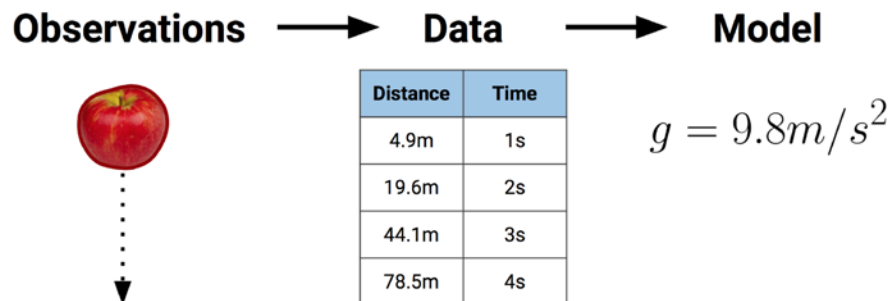 Observations Data Model
Distance Time
4.9m 1s
19.6m 2s
44.1m 3s
78.5m 4s
g = 9.8m/s²